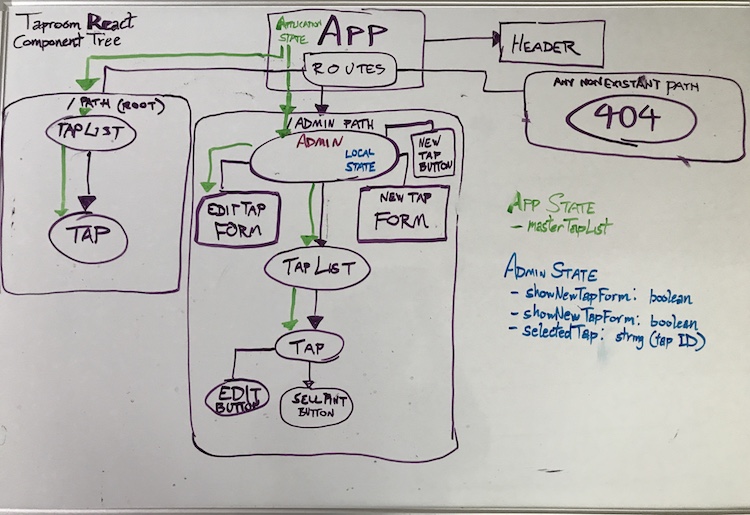 Taproom React
Component Tree
APPLICATION
STATE
APP
ROUTES
HEADER
/ PATH (ROOT)
TAPLIST
TAP
/ADMIN PATH
ADMIN
LOCAL
STATE
NEW
TAP
BUTTON
EDIT TAP
FORM
NEW TAP
FORM
TAP LIST
TAP
EDIT
BUTTON
SELL PINT
BUTTON
ANY NONEXISTANT PATH
404
APP STATE
- masterTapList
ADMIN STATE
- showNewTapForm: boolean
- showNewTapForm: boolean
- selectedTap: string (tap ID)